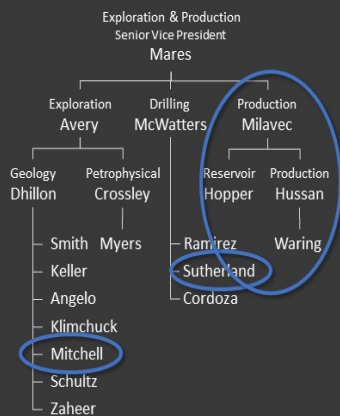 Exploration & Production
Senior Vice President
Mares
Exploration Drilling Production
Avery McWatters Milavec
Geology Petrophysical Reservoir Production
Dhillon Crossley Hopper Hussan
Smith Myers Ramirez Waring
Keller Sutherland
Angelo Cordoza
Klimchuck
Mitchell
Schultz
Zaheer